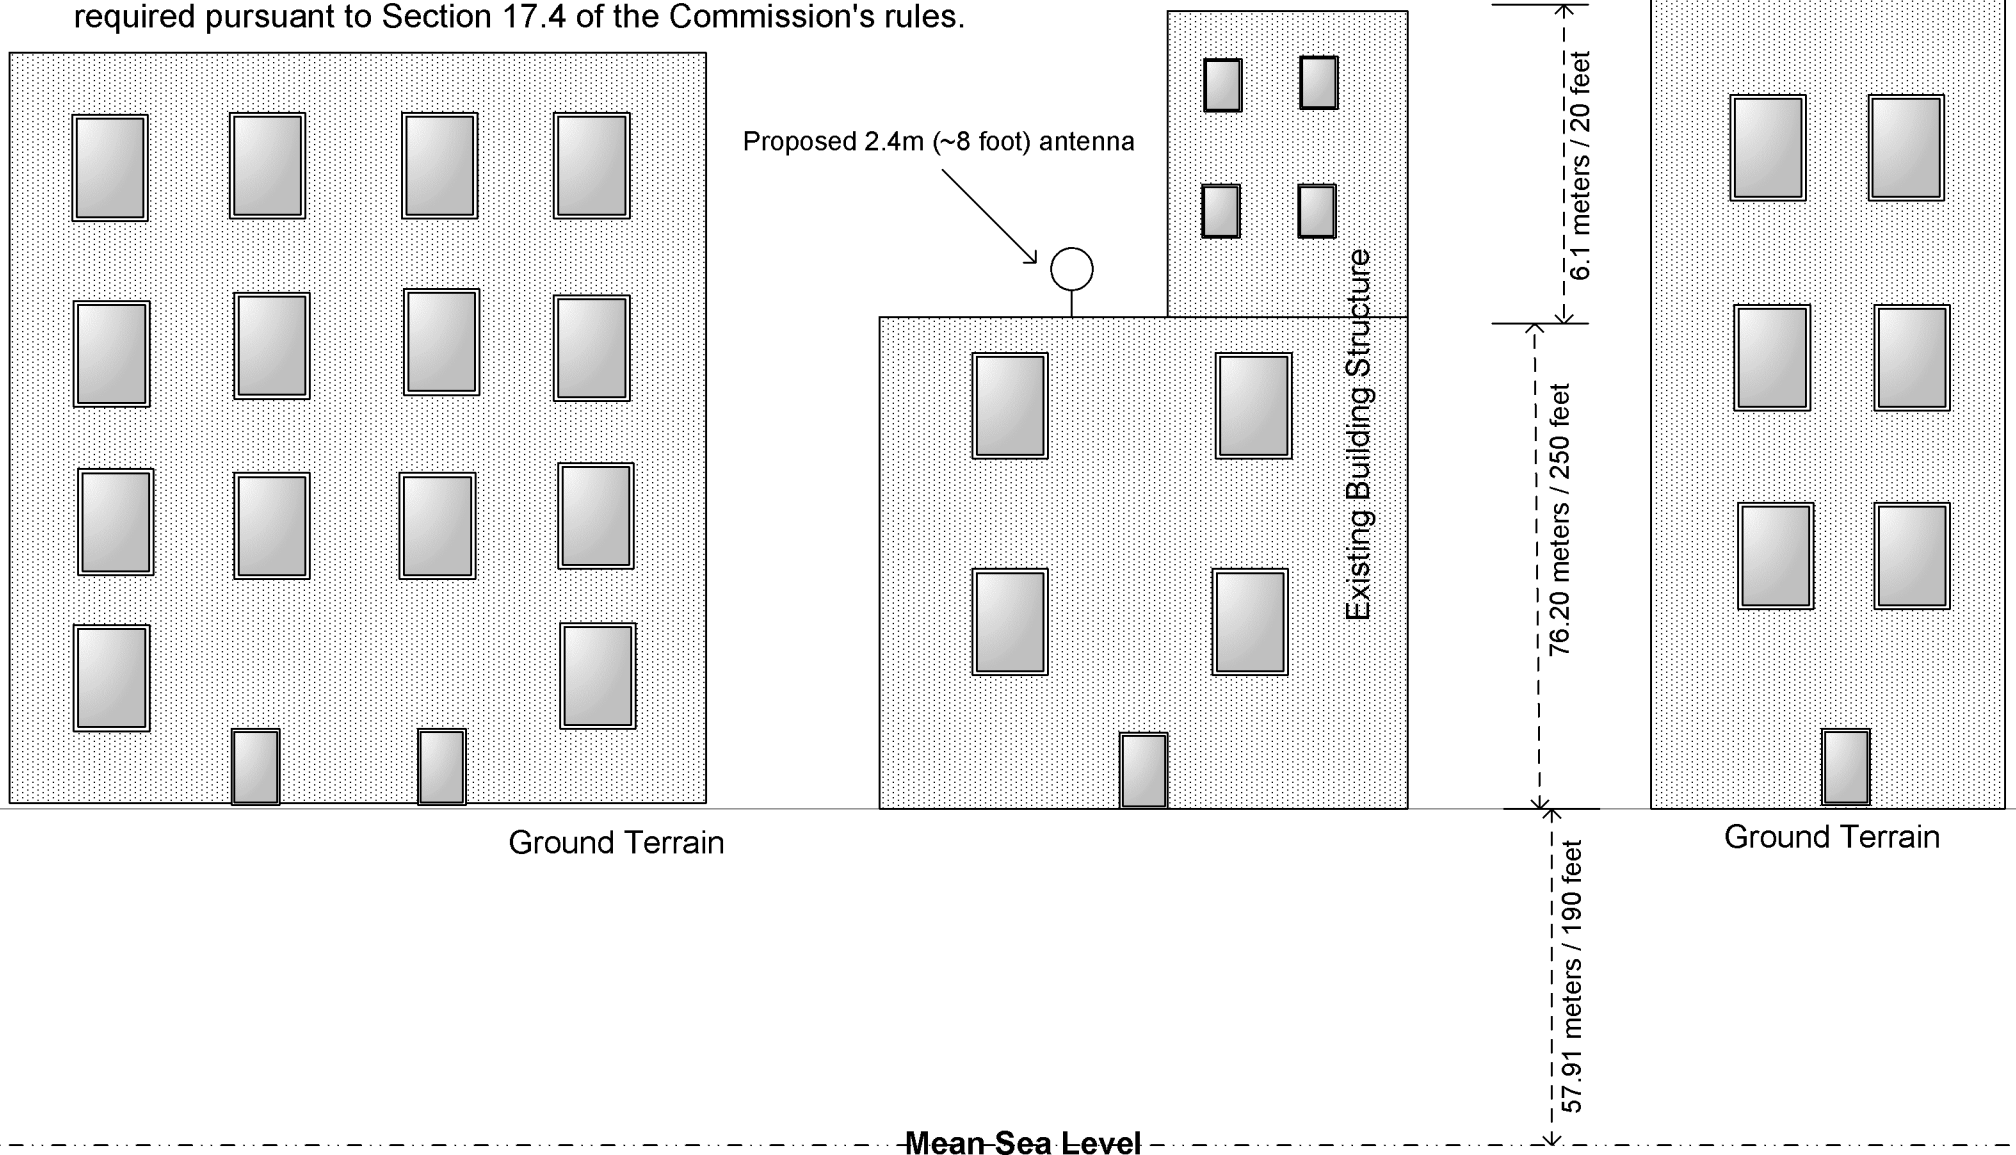 required pursuant to Section 17.4 of the Commission's rules.
Proposed 2.4m (~8 foot) antenna
6.1 meters / 20 feet
Existing Building Structure
76.20 meters / 250 feet
Ground Terrain
Ground Terrain
57.91 meters / 190 feet
Mean Sea Level